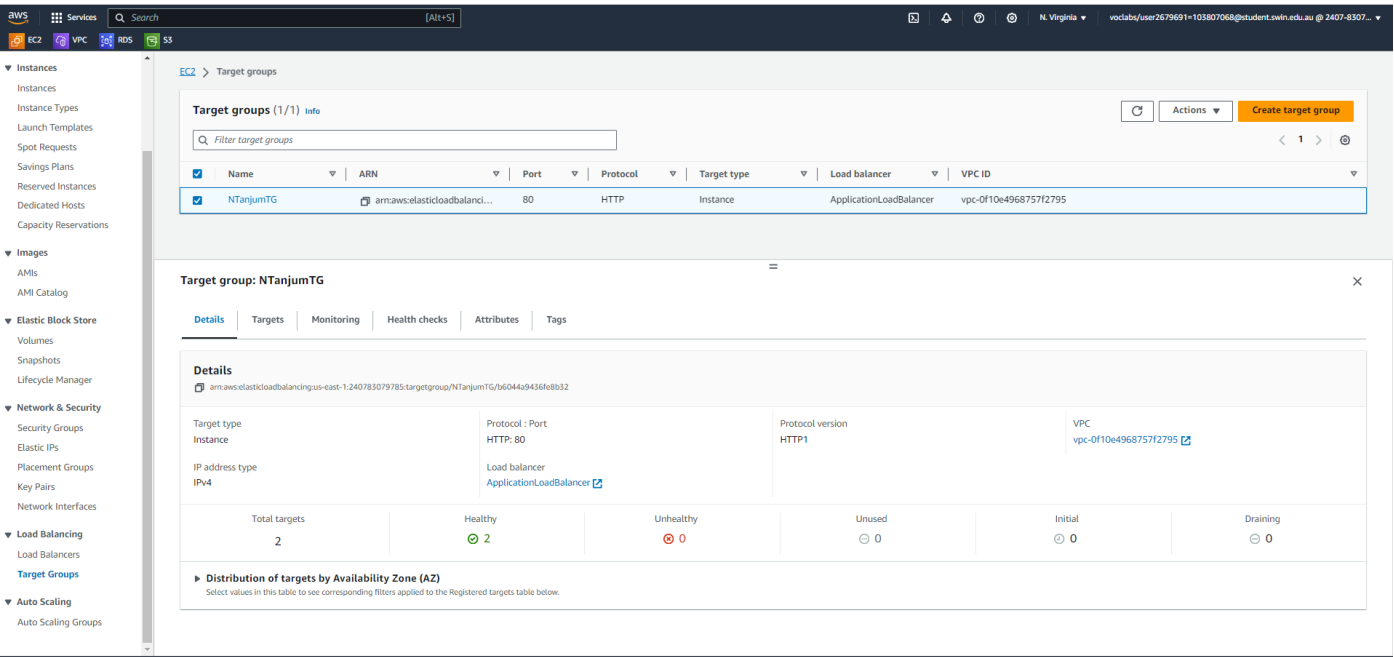 aws Services Search [Alt+S] N. Virginia voclabs/user2679691=103807068@student.swin.edu.au @ 2407-8307...
EC2 VPC RDS S3
Instances
Instances
Instance Types
Launch Templates
Spot Requests
Savings Plans
Reserved Instances
Dedicated Hosts
Capacity Reservations
Images
AMIs
AMI Catalog
Elastic Block Store
Volumes
Snapshots
Lifecycle Manager
Network & Security
Security Groups
Elastic IPs
Placement Groups
Key Pairs
Network Interfaces
Load Balancing
Load Balancers
Target Groups
Auto Scaling
Auto Scaling Groups
EC2 > Target groups
Target groups (1/1) Info Actions Create target group
Filter target groups 1
Name ARN Port Protocol Target type Load balancer VPC ID
NTanjumTG arn:aws:elasticloadbalanci... 80 HTTP Instance ApplicationLoadBalancer vpc-0f10e4968757f2795
Target group: NTanjumTG
Details Targets Monitoring Health checks Attributes Tags
Details
arn:aws:elasticloadbalancing:us-east-1:240783079785:targetgroup/NTanjumTG/b6044a9436fe8b32
Target type Protocol : Port Protocol version VPC
Instance HTTP: 80 HTTP1 vpc-0f10e4968757f2795
IP address type Load balancer
IPv4 ApplicationLoadBalancer
Total targets Healthy Unhealthy Unused Initial Draining
2 2 0 0 0 0
Distribution of targets by Availability Zone (AZ)
Select values in this table to see corresponding filters applied to the Registered targets table below.